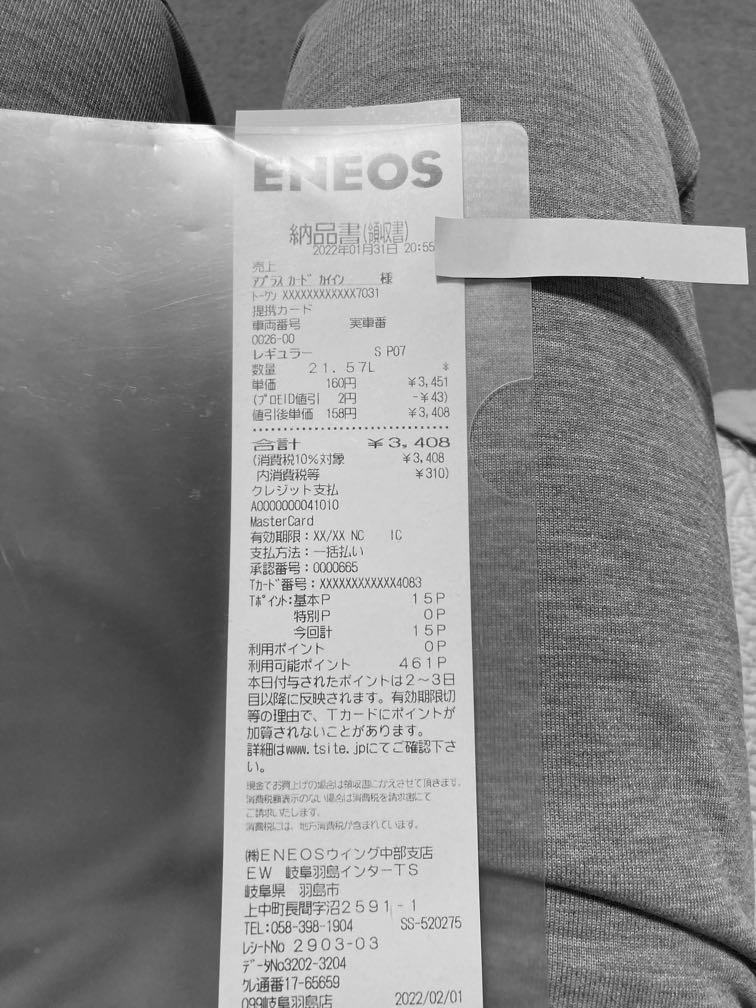 ENEOS
納品書(領収書)
2022年01月31日 20:55
売上
アプラス カード カイイン 様
トークン XXXXXXXXXXXX7031
提携カード
車両番号 実車番
0026-00
レギュラー S P07
数量 21.57L *
単価 160円 ¥3,451
(プロEID値引 2円 -¥43)
値引後単価 158円 ¥3,408
合計 ¥3,408
(消費税10%対象 ¥3,408
内消費税等 ¥310)
クレジット支払
A0000000041010
MasterCard
有効期限:XX/XX NC IC
支払方法:一括払い
承認番号:0000665
Tカード番号:XXXXXXXXXXXX4083
Tポイント:基本P 15P
特別P 0P
今回計 15P
利用ポイント 0P
利用可能ポイント 461P
本日付与されたポイントは2~3日
目以降に反映されます。有効期限切
等の理由で、Tカードにポイントが
加算されないことがあります。
詳細はwww.tsite.jpにてご確認下さ
い。
現金でお買上げの場合は領収書にかえさせて頂きます。
消費税額表示のない場合は消費税を請求書にて
ご請求いたします。
消費税には、地方消費税が含まれています。
㈱ENEOSウイング中部支店
EW 岐阜羽島インターTS
岐阜県 羽島市
上中町長間字沼2591-1
TEL:058-398-1904 SS-520275
レシートNo 2903-03
データNo3202-3204
クレ通番17-65659
099岐阜羽島店 2022/02/01